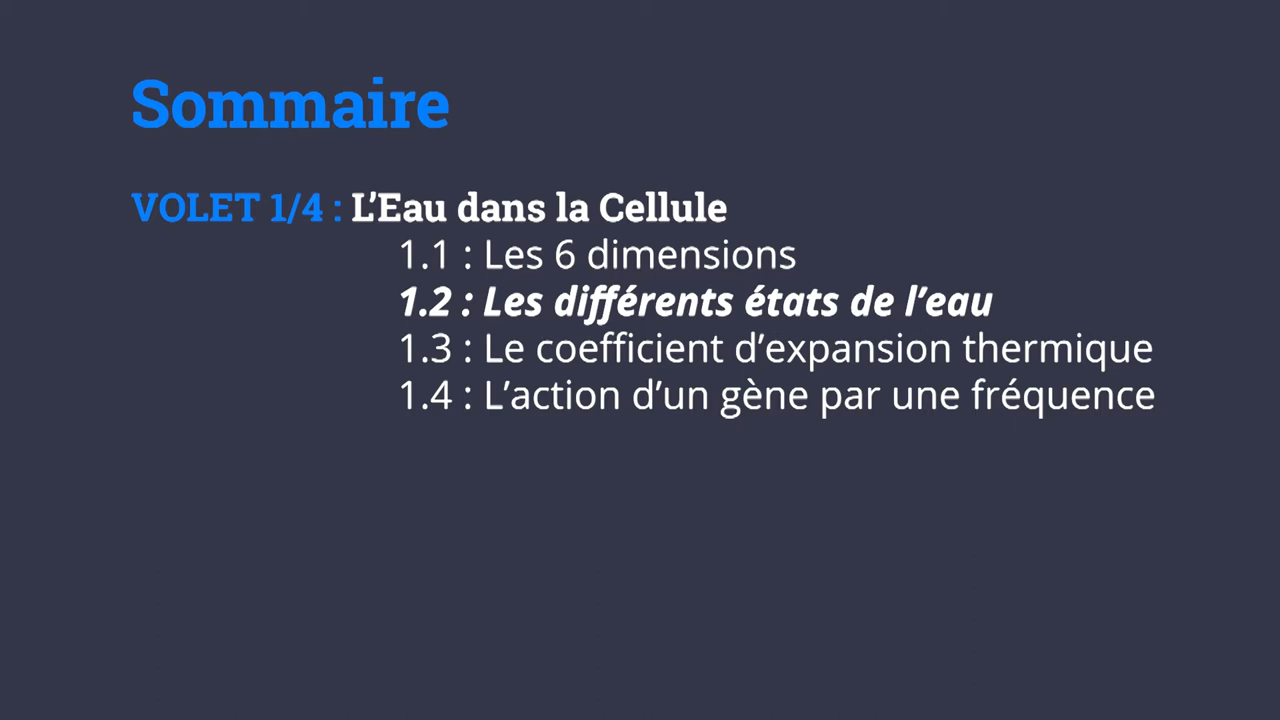 Sommaire
VOLET 1/4 : L’Eau dans la Cellule
1.1 : Les 6 dimensions
1.2 : Les différents états de l’eau
1.3 : Le coefficient d’expansion thermique
1.4 : L’action d’un gène par une fréquence